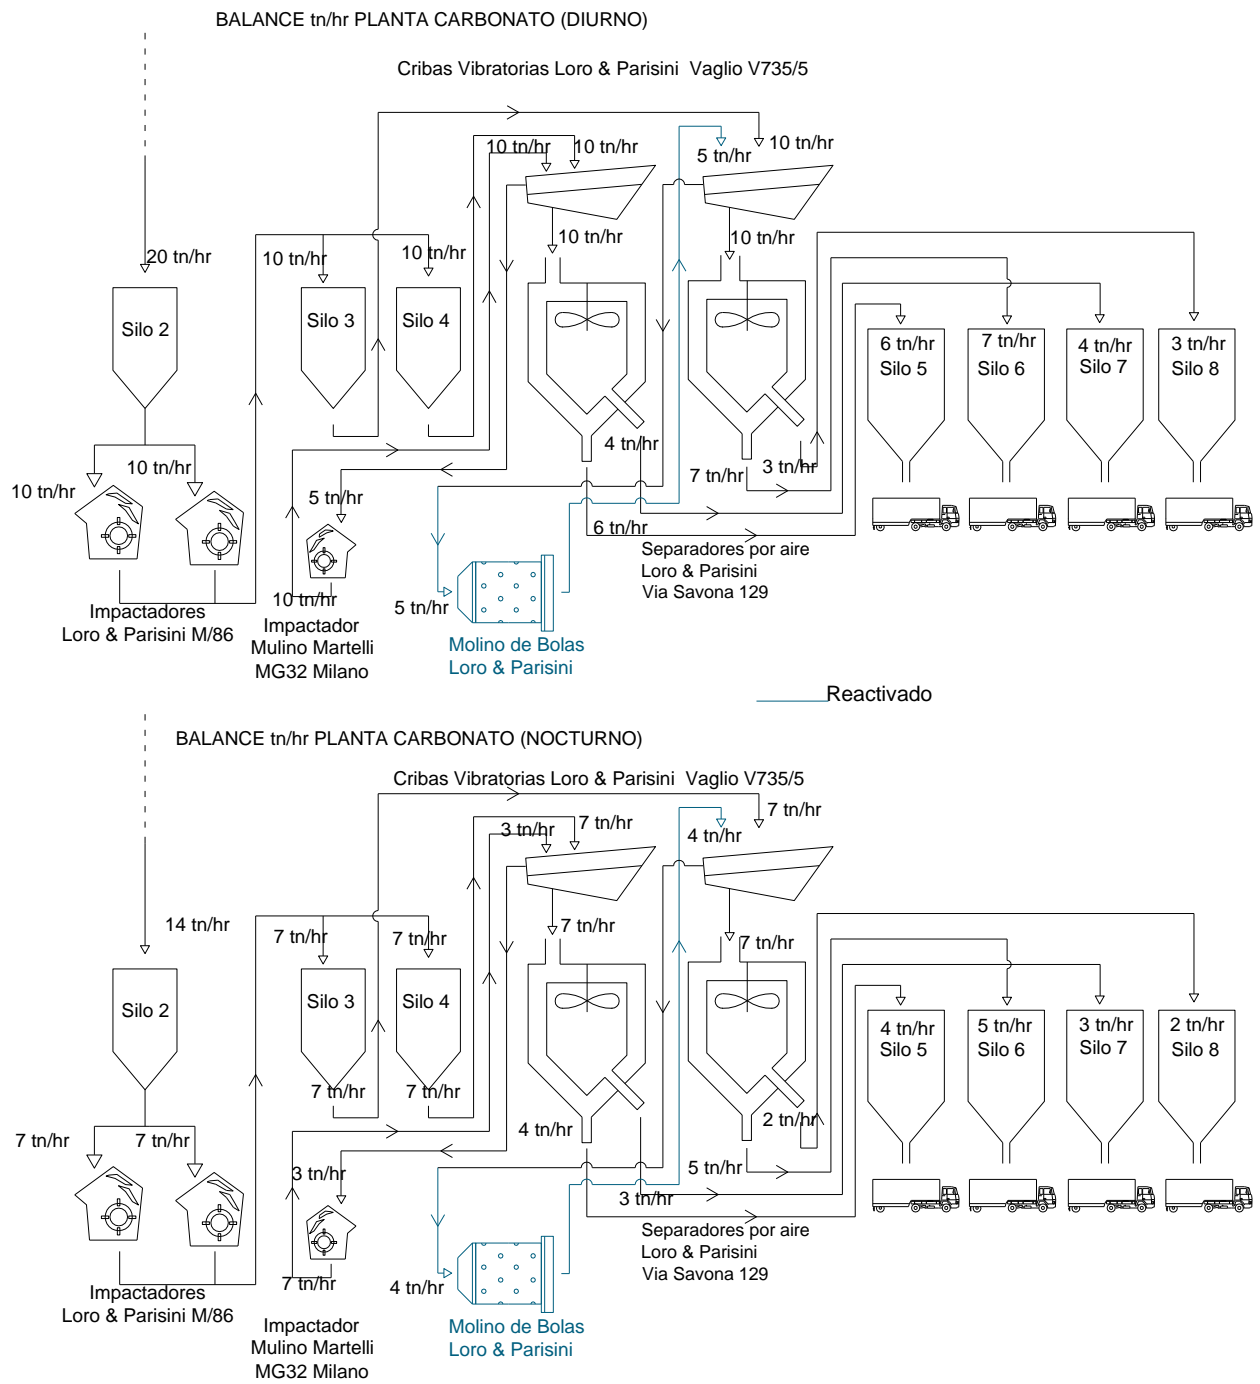 BALANCE tn/hr PLANTA CARBONATO (DIURNO)
Cribas Vibratorias Loro & Parisini Vaglio V735/5
10 tn/hr
10 tn/hr
5 tn/hr
10 tn/hr
20 tn/hr
10 tn/hr
10 tn/hr
10 tn/hr
10 tn/hr
Silo 2
Silo 3
Silo 4
6 tn/hr
Silo 5
7 tn/hr
Silo 6
4 tn/hr
Silo 7
3 tn/hr
Silo 8
10 tn/hr
10 tn/hr
5 tn/hr
4 tn/hr
7 tn/hr
3 tn/hr
6 tn/hr
Separadores por aire
Loro & Parisini
Via Savona 129
10 tn/hr
5 tn/hr
Impactadores
Loro & Parisini M/86
Impactador
Mulino Martelli
MG32 Milano
Molino de Bolas
Loro & Parisini
Reactivado
BALANCE tn/hr PLANTA CARBONATO (NOCTURNO)
Cribas Vibratorias Loro & Parisini Vaglio V735/5
3 tn/hr
7 tn/hr
4 tn/hr
7 tn/hr
14 tn/hr
7 tn/hr
7 tn/hr
7 tn/hr
7 tn/hr
Silo 2
Silo 3
Silo 4
4 tn/hr
Silo 5
5 tn/hr
Silo 6
3 tn/hr
Silo 7
2 tn/hr
Silo 8
7 tn/hr
7 tn/hr
7 tn/hr
7 tn/hr
3 tn/hr
4 tn/hr
5 tn/hr
2 tn/hr
3 tn/hr
Separadores por aire
Loro & Parisini
Via Savona 129
7 tn/hr
4 tn/hr
Impactadores
Loro & Parisini M/86
Impactador
Mulino Martelli
MG32 Milano
Molino de Bolas
Loro & Parisini